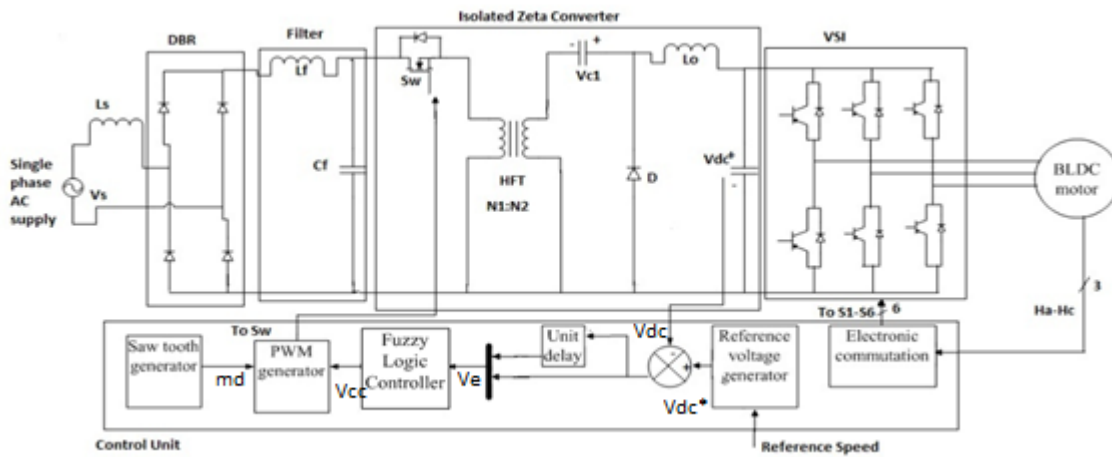 Isolated Zeta Converter
DBR
Filter
VSI
Lf
Sw
- +
Vc1
Lo
Ls
Single
phase
AC
supply
Vs
Cf
HFT
N1:N2
D
Vdc
+
-
BLDC
motor
3
Ha-Hc
To S1-S6
6
To Sw
Saw tooth
generator
md
PWM
generator
Vcc
Fuzzy
Logic
Controller
Ve
Unit
delay
Vdc
-
+
Vdc*
Reference
voltage
generator
Electronic
commutation
Control Unit
Reference Speed